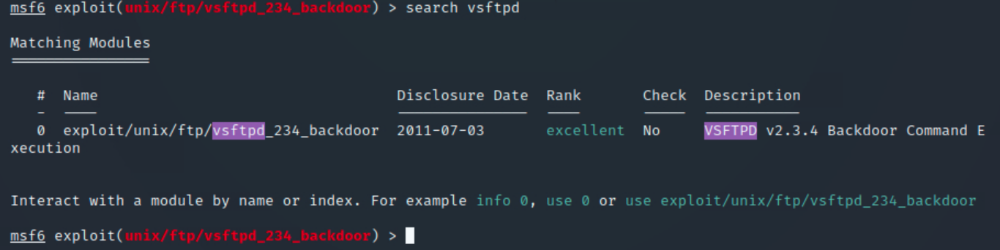 msf6 exploit(unix/ftp/vsftpd_234_backdoor) > search vsftpd
Matching Modules
================
# Name Disclosure Date Rank Check Description
- ---- --------------- ---- ----- -----------
0 exploit/unix/ftp/vsftpd_234_backdoor 2011-07-03 excellent No VSFTPD v2.3.4 Backdoor Command E
xecution
Interact with a module by name or index. For example info 0, use 0 or use exploit/unix/ftp/vsftpd_234_backdoor
msf6 exploit(unix/ftp/vsftpd_234_backdoor) >